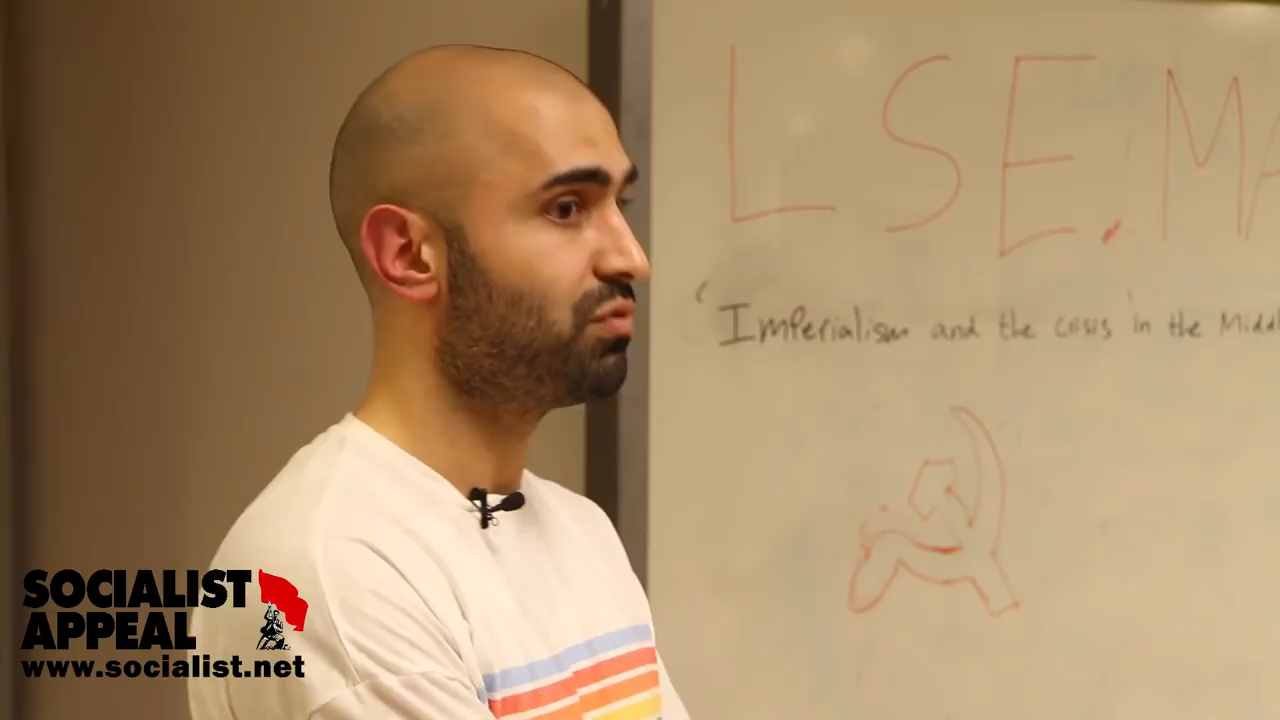 LSE.MA
'Imperialism and the crisis in the Middl
SOCIALIST
APPEAL
www.socialist.net